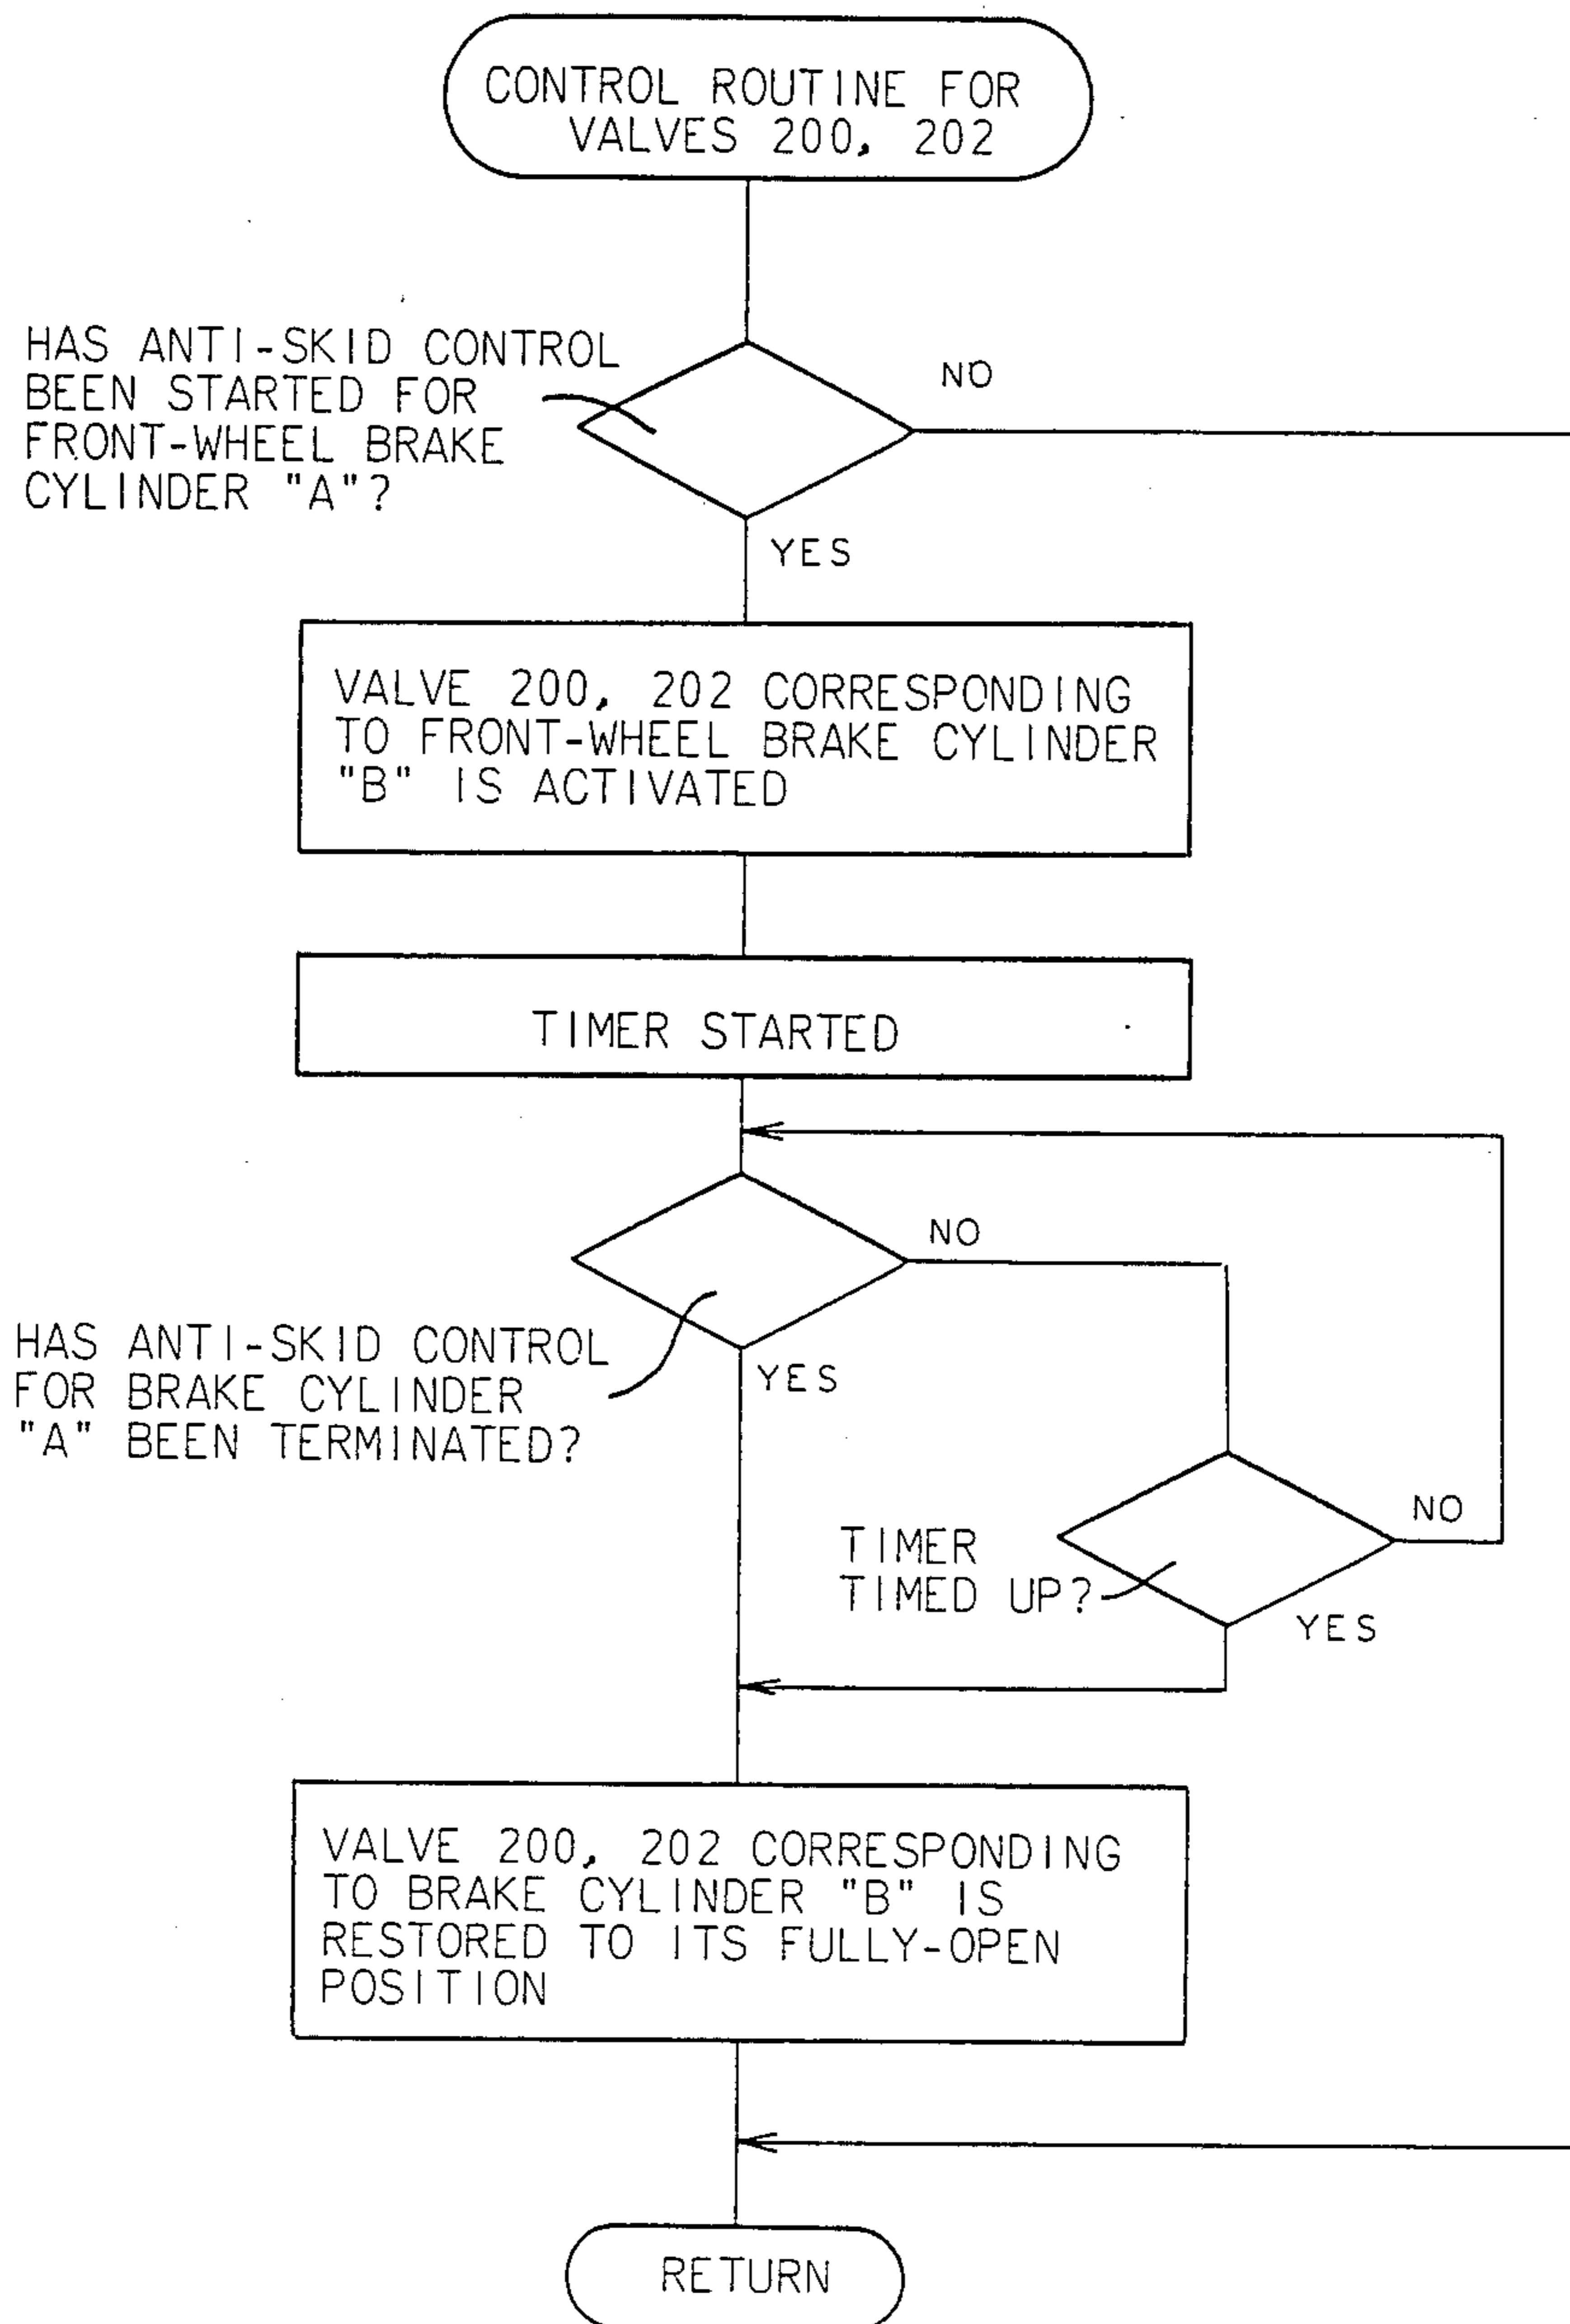 CONTROL ROUTINE FOR
VALVES 200, 202
HAS ANTI-SKID CONTROL
BEEN STARTED FOR
FRONT-WHEEL BRAKE
CYLINDER "A"?
NO
YES
VALVE 200, 202 CORRESPONDING
TO FRONT-WHEEL BRAKE CYLINDER
"B" IS ACTIVATED
TIMER STARTED
NO
HAS ANTI-SKID CONTROL
FOR BRAKE CYLINDER
"A" BEEN TERMINATED?
YES
TIMER
TIMED UP?
NO
YES
VALVE 200, 202 CORRESPONDING
TO BRAKE CYLINDER "B" IS
RESTORED TO ITS FULLY-OPEN
POSITION
RETURN